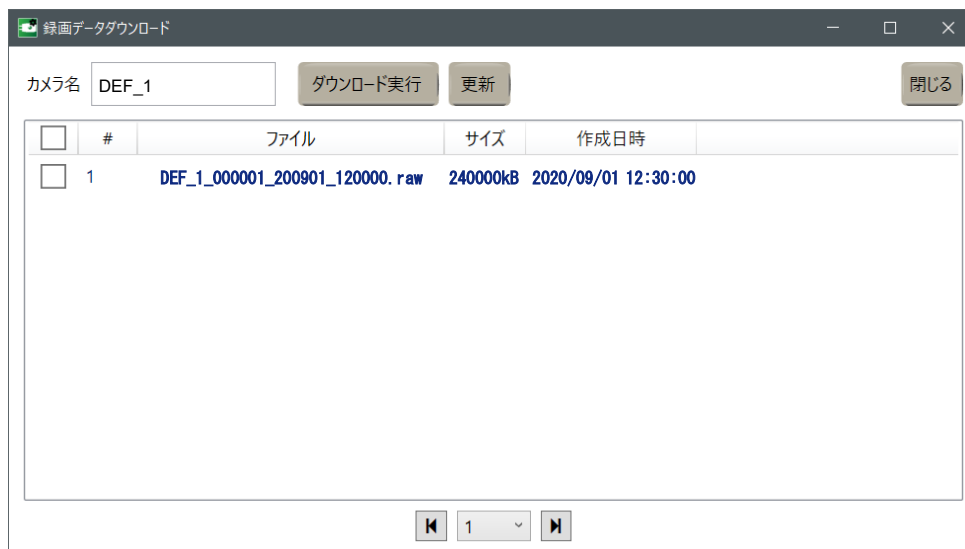 録画データダウンロード
カメラ名 DEF_1 ダウンロード実行 更新 閉じる
# ファイル サイズ 作成日時
1 DEF_1_000001_200901_120000.raw 240000kB 2020/09/01 12:30:00
1